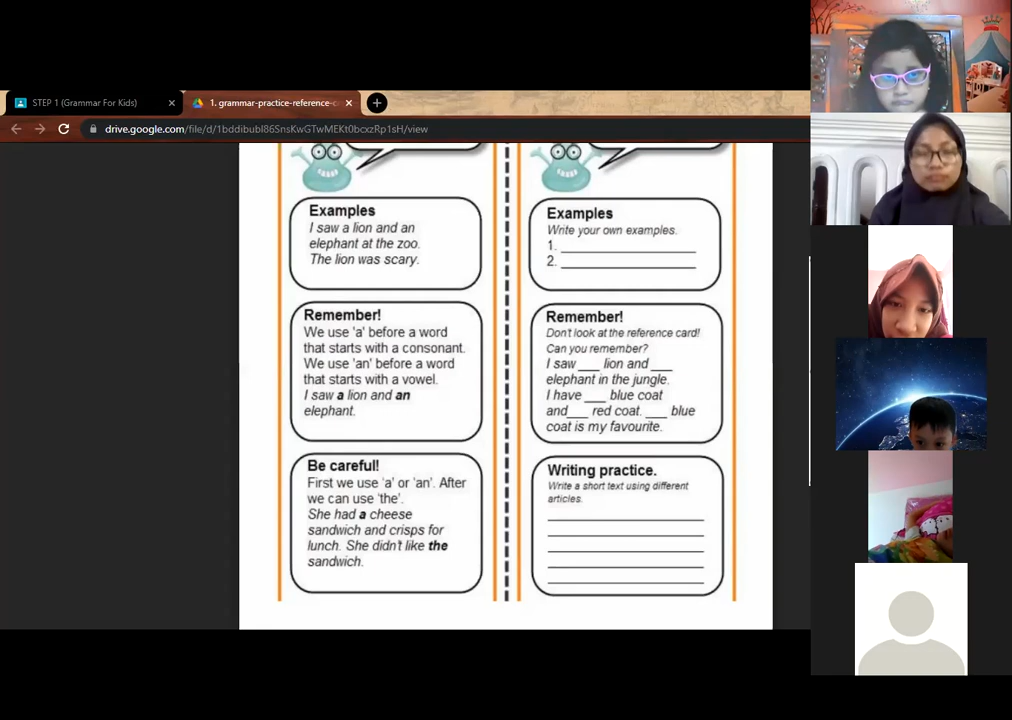 STEP 1 (Grammar For Kids)
1. grammar-practice-reference-c
drive.google.com/file/d/1bddibubl86SnsKwGTwMEKt0bcxzRp1sH/view
Examples
I saw a lion and an
elephant at the zoo.
The lion was scary.
Remember!
We use 'a' before a word
that starts with a consonant.
We use 'an' before a word
that starts with a vowel.
I saw a lion and an
elephant.
Be careful!
First we use 'a' or 'an'. After
we can use 'the'.
She had a cheese
sandwich and crisps for
lunch. She didn't like the
sandwich.
Examples
Write your own examples.
1. ____________________
2. ____________________
Remember!
Don't look at the reference card!
Can you remember?
I saw ___ lion and ___
elephant in the jungle.
I have ___ blue coat
and___ red coat. ___ blue
coat is my favourite.
Writing practice.
Write a short text using different
articles.